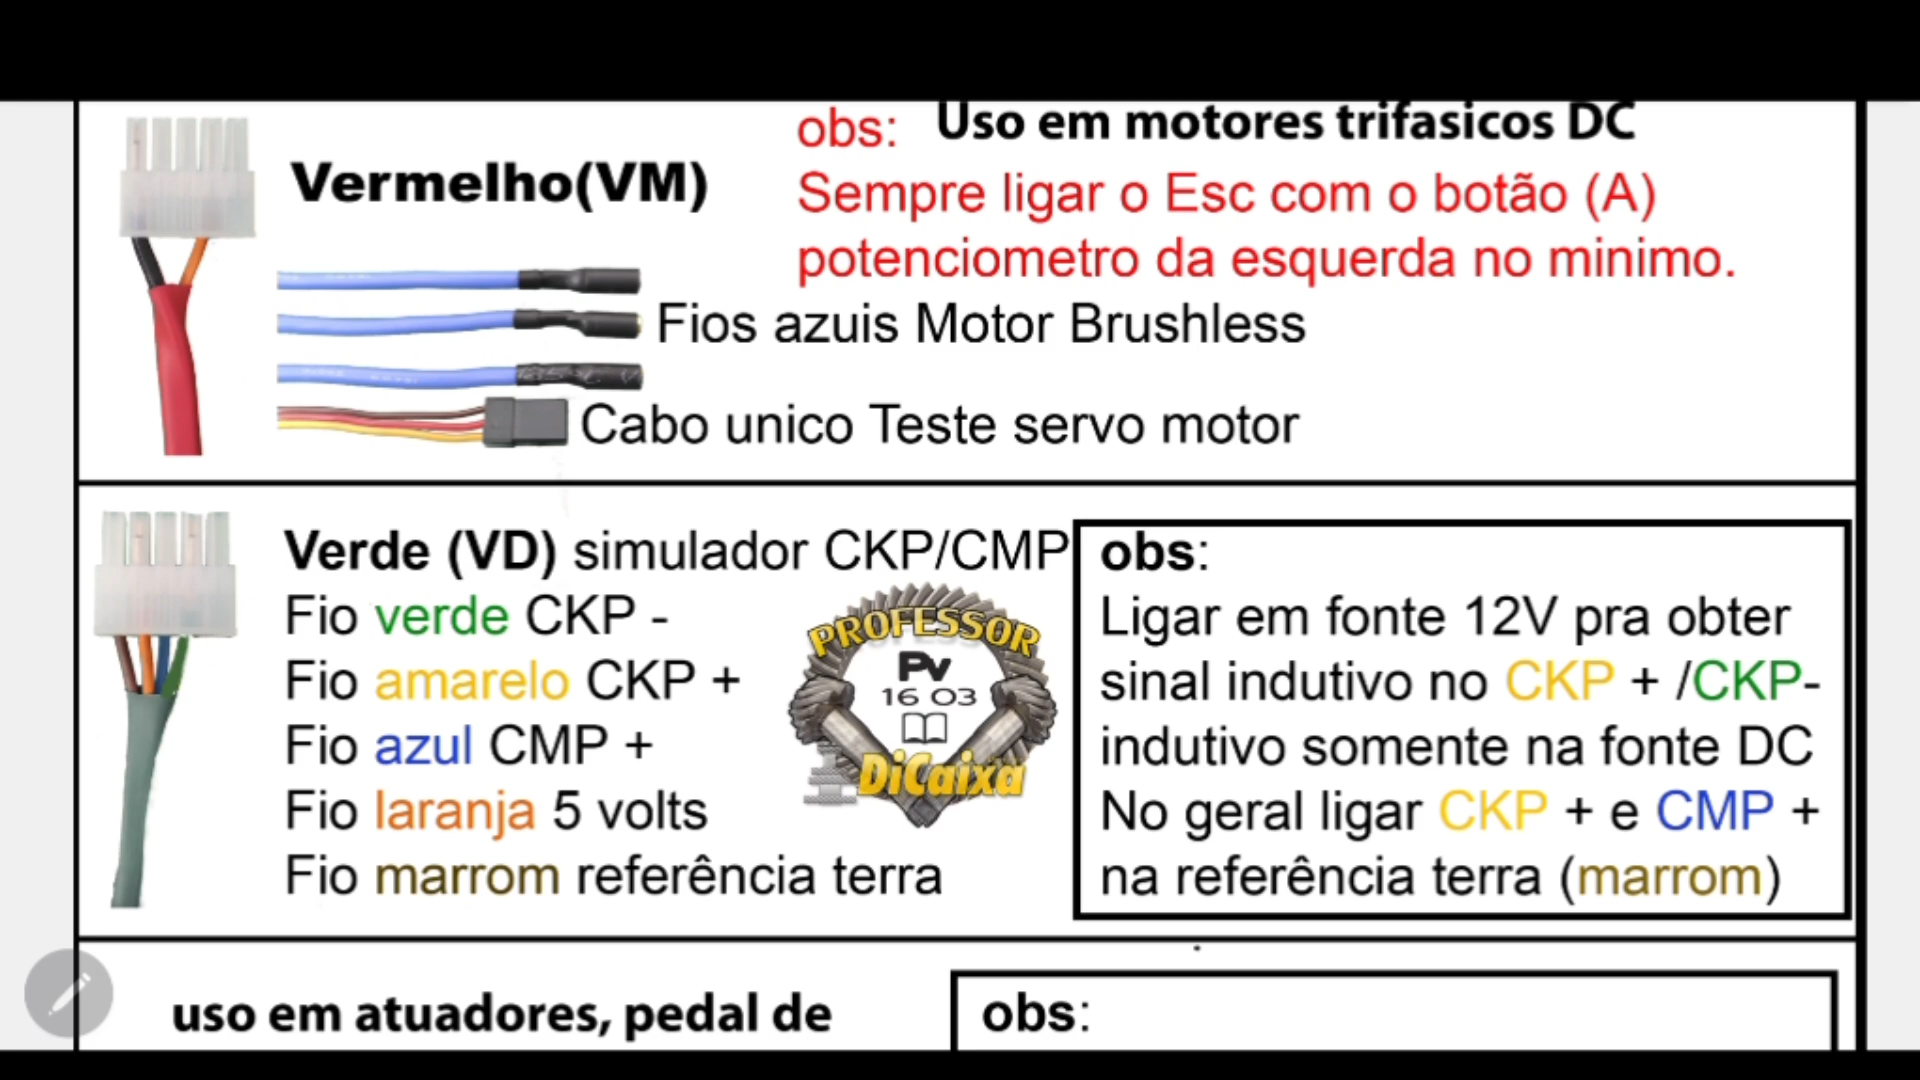 obs: Uso em motores trifasicos DC
Vermelho(VM)
Sempre ligar o Esc com o botão (A)
potenciometro da esquerda no minimo.
Fios azuis Motor Brushless
Cabo unico Teste servo motor
Verde (VD) simulador CKP/CMP
Fio verde CKP -
Fio amarelo CKP +
Fio azul CMP +
Fio laranja 5 volts
Fio marrom referência terra
PROFESSOR
Pv
16 03
DiCaixa
obs:
Ligar em fonte 12V pra obter
sinal indutivo no CKP + /CKP-
indutivo somente na fonte DC
No geral ligar CKP + e CMP +
na referência terra (marrom)
uso em atuadores, pedal de
obs: